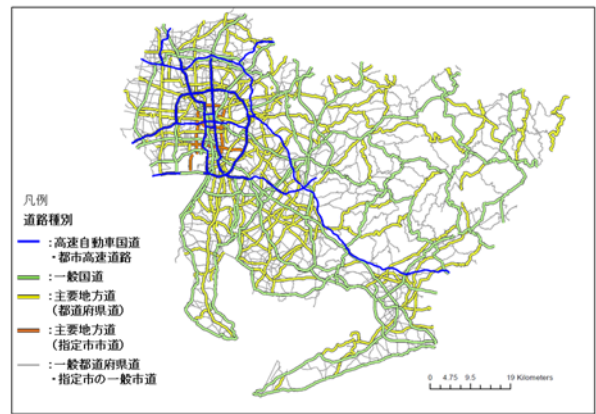 凡例
道路種別
:高速自動車国道
・都市高速道路
:一般国道
:主要地方道
(都道府県道)
:主要地方道
(指定市市道)
:一般都道府県道
・指定市の一般市道
0 4.75 9.5 19 Kilometers